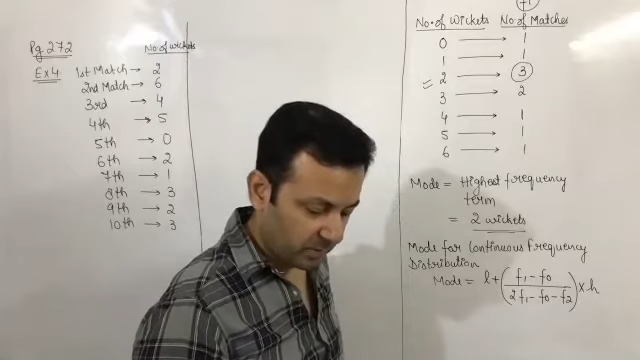 Pg 272
No. of wickets
Ex 4
1st Match → 2
2nd Match → 6
3rd → 4
4th → 5
5th → 0
6th → 2
7th → 1
8th → 3
9th → 2
10th → 3
No. of Wickets No. of Matches
0 → 1
1 → 1
2 → 3
3 → 2
4 → 1
5 → 1
6 → 1
Mode = Highest frequency
term
= 2 wickets
Mode for Continuous Frequency
Distribution
Mode = l + (f1 - f0 / 2f1 - f0 - f2) × h